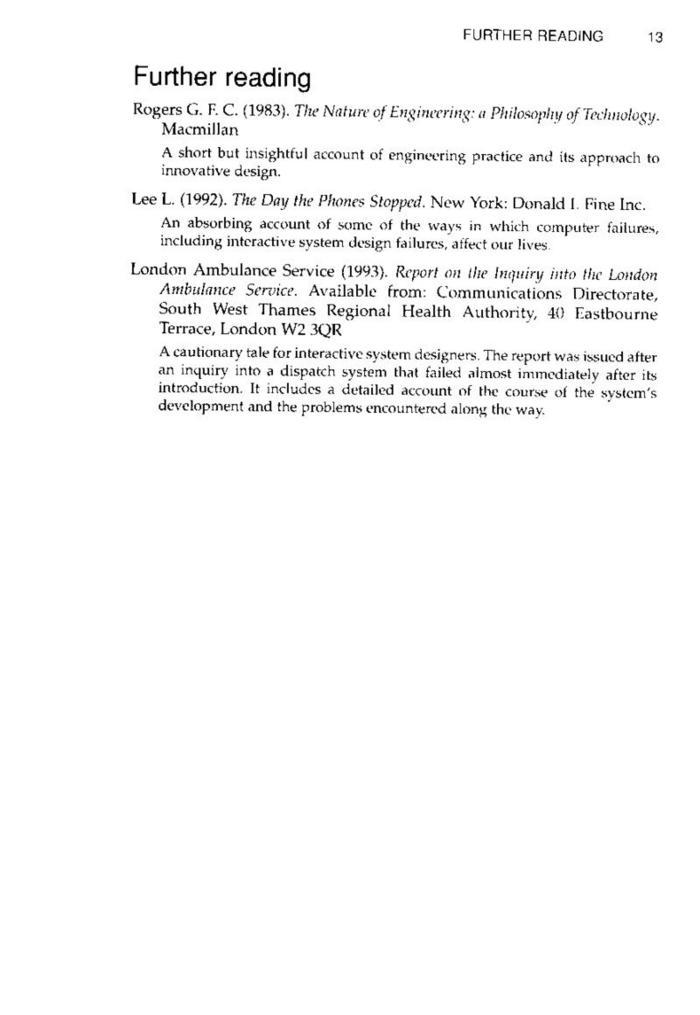 FURTHER READING 13
Further reading
Rogers G. F. C. (1983). The Nature of Engineering: a Philosophy of Technology.
Macmillan
A short but insightful account of engineering practice and its approach to
innovative design.
Lee L. (1992). The Day the Phones Stopped. New York: Donald I. Fine Inc.
An absorbing account of some of the ways in which computer failures,
including interactive system design failures, affect our lives.
London Ambulance Service (1993). Report on the Inquiry into the London
Ambulance Service. Available from: Communications Directorate,
South West Thames Regional Health Authority, 40 Eastbourne
Terrace, London W2 3QR
A cautionary tale for interactive system designers. The report was issued after
an inquiry into a dispatch system that failed almost immediately after its
introduction. It includes a detailed account of the course of the system's
development and the problems encountered along the way.